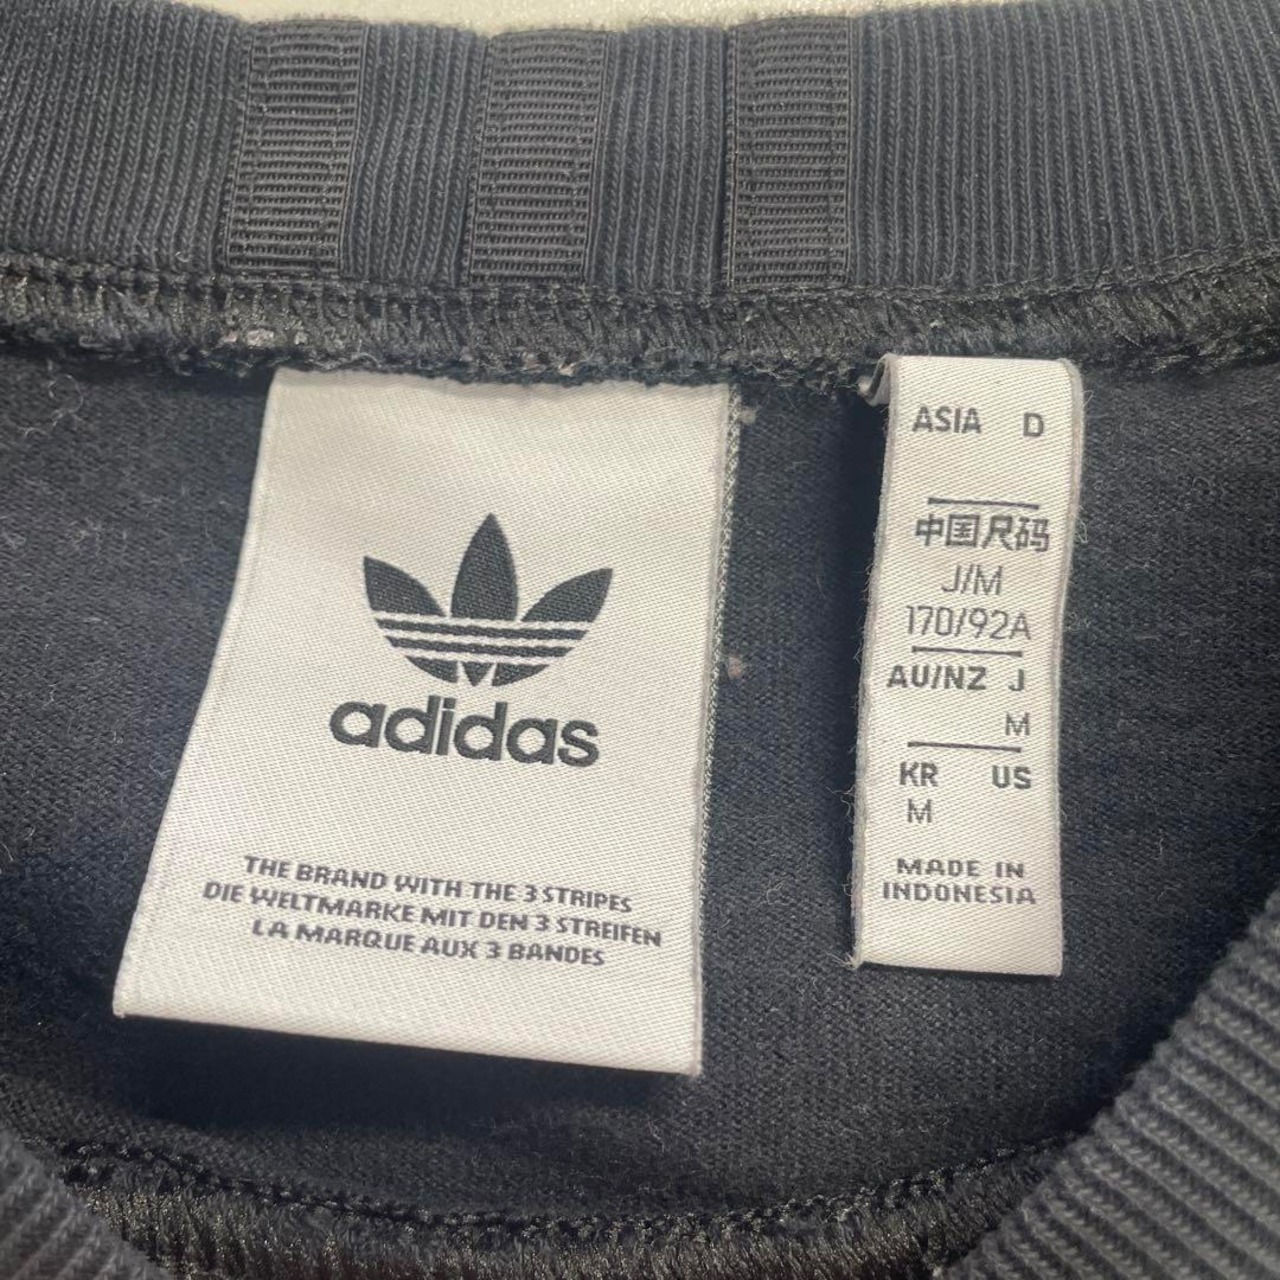 adidas
THE BRAND WITH THE 3 STRIPES
DIE WELTMARKE MIT DEN 3 STREIFEN
LA MARQUE AUX 3 BANDES
ASIA D
中国尺码
J/M
170/92A
AU/NZ J
M
KR US
M
MADE IN
INDONESIA